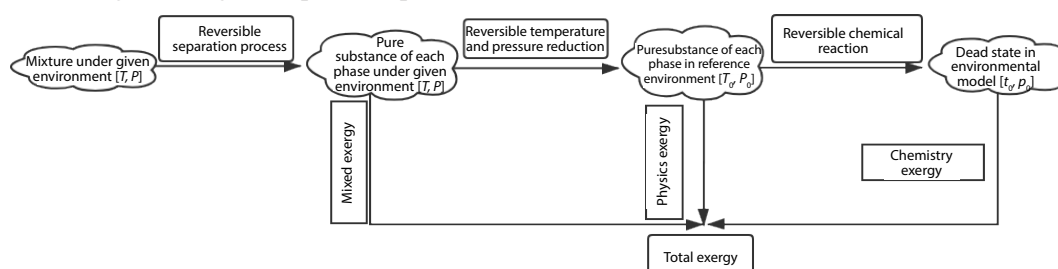 Reversible
separation process
Mixture under given
environment [T, P]
Pure
substance of each
phase under given
environment [T, P]
Reversible temperature
and pressure reduction
Puresubstance of each
phase in reference
environment [T₀, P₀]
Reversible chemical
reaction
Dead state in
environmental
model [t₀, p₀]
Mixed exergy
Physics exergy
Chemistry
exergy
Total exergy